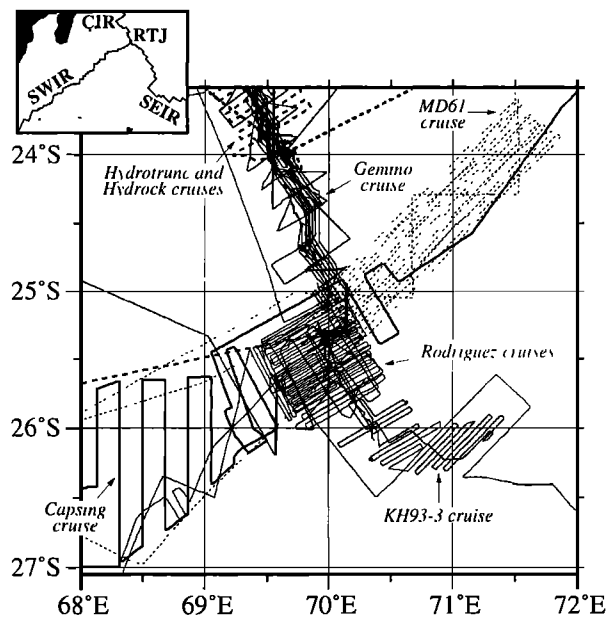 CIR
RTJ
SWIR
SEIR
MD61
cruise
24°S
Hydrotrunc and
Hydrock cruises
Gemmo
cruise
25°S
Rodriguez cruises
26°S
Capsing
cruise
KH93-3 cruise
27°S
68°E 69°E 70°E 71°E 72°E